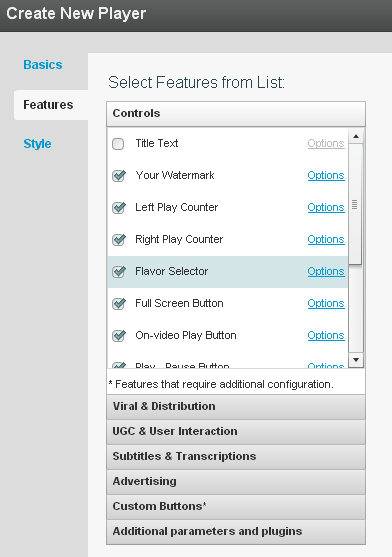 Create New Player
Basics
Features
Style
Select Features from List:
Controls
Title Text Options
Your Watermark Options
Left Play Counter Options
Right Play Counter Options
Flavor Selector Options
Full Screen Button Options
On-video Play Button Options
Play - Pause Button Options
* Features that require additional configuration.
Viral & Distribution
UGC & User Interaction
Subtitles & Transcriptions
Advertising
Custom Buttons*
Additional parameters and plugins